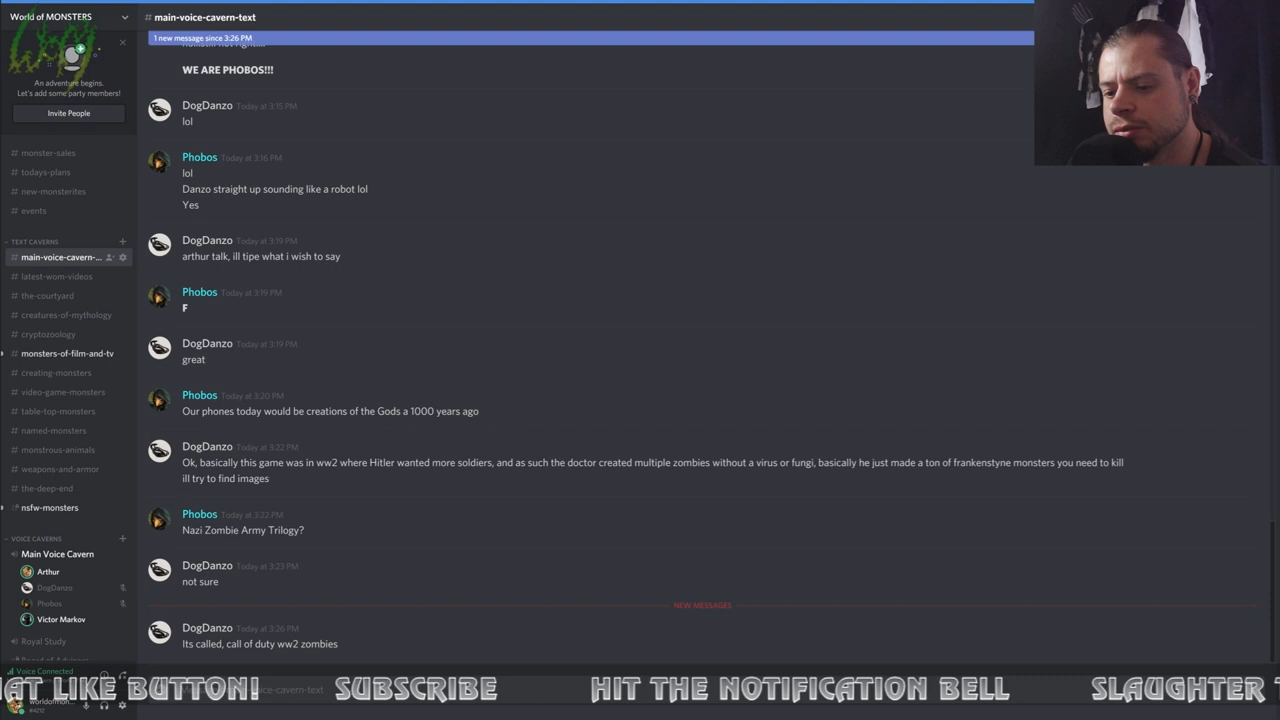 World of MONSTERS
# main-voice-cavern-text
1 new message since 3:26 PM
An adventure begins.
Let's add some party members!
Invite People
# monster-sales
# todays-plans
# new-monsterites
# events
TEXT CAVERNS
# main-voice-cavern-...
# latest-wom-videos
# the-courtyard
# creatures-of-mythology
# cryptozoology
# monsters-of-film-and-tv
# creating-monsters
# video-game-monsters
# table-top-monsters
# named-monsters
# monstrous-animals
# weapons-and-armor
# the-deep-end
nsfw-monsters
VOICE CAVERNS
Main Voice Cavern
Arthur
DogDanzo
Phobos
Victor Markov
Royal Study
Voice Connected
worldofmon...
#4212
WE ARE PHOBOS!!!
DogDanzo Today at 3:15 PM
lol
Phobos Today at 3:16 PM
lol
Danzo straight up sounding like a robot lol
Yes
DogDanzo Today at 3:19 PM
arthur talk, ill tipe what i wish to say
Phobos Today at 3:19 PM
F
DogDanzo Today at 3:19 PM
great
Phobos Today at 3:20 PM
Our phones today would be creations of the Gods a 1000 years ago
DogDanzo Today at 3:22 PM
Ok, basically this game was in ww2 where Hitler wanted more soldiers, and as such the doctor created multiple zombies without a virus or fungi, basically he just made a ton of frankenstyne monsters you need to kill
ill try to find images
Phobos Today at 3:22 PM
Nazi Zombie Army Trilogy?
DogDanzo Today at 3:23 PM
not sure
NEW MESSAGES
DogDanzo Today at 3:26 PM
Its called, call of duty ww2 zombies
HAT LIKE BUTTON! SUBSCRIBE HIT THE NOTIFICATION BELL SLAUGHTER T